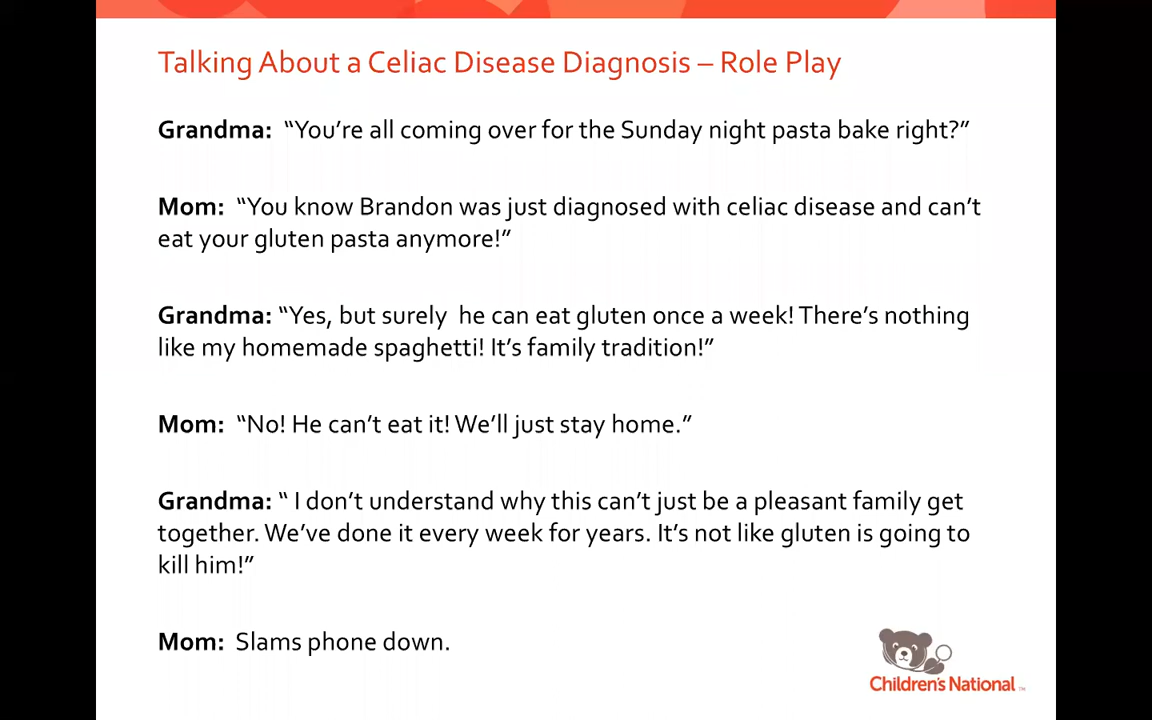 Talking About a Celiac Disease Diagnosis – Role Play
Grandma: “You’re all coming over for the Sunday night pasta bake right?”
Mom: “You know Brandon was just diagnosed with celiac disease and can’t
eat your gluten pasta anymore!”
Grandma: “Yes, but surely he can eat gluten once a week! There’s nothing
like my homemade spaghetti! It’s family tradition!”
Mom: “No! He can’t eat it! We’ll just stay home.”
Grandma: “ I don’t understand why this can’t just be a pleasant family get
together. We’ve done it every week for years. It’s not like gluten is going to
kill him!”
Mom: Slams phone down.
Children’s National™